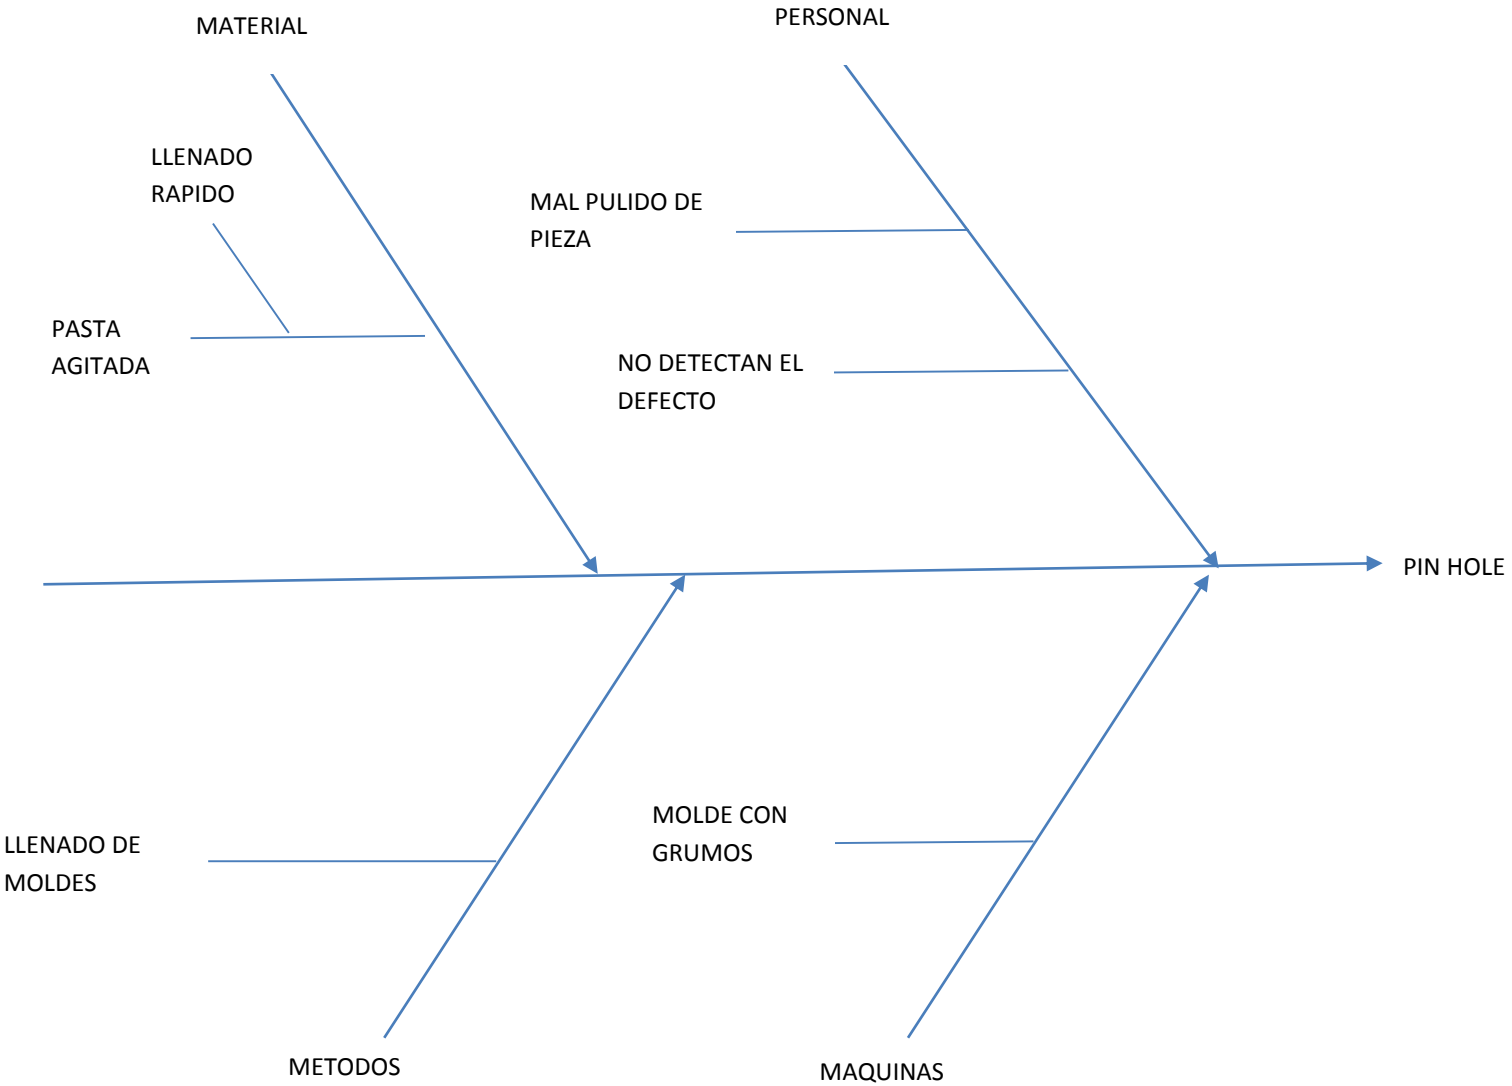 MATERIAL
PERSONAL
LLENADO
RAPIDO
MAL PULIDO DE
PIEZA
PASTA
AGITADA
NO DETECTAN EL
DEFECTO
PIN HOLE
LLENADO DE
MOLDES
MOLDE CON
GRUMOS
METODOS
MAQUINAS